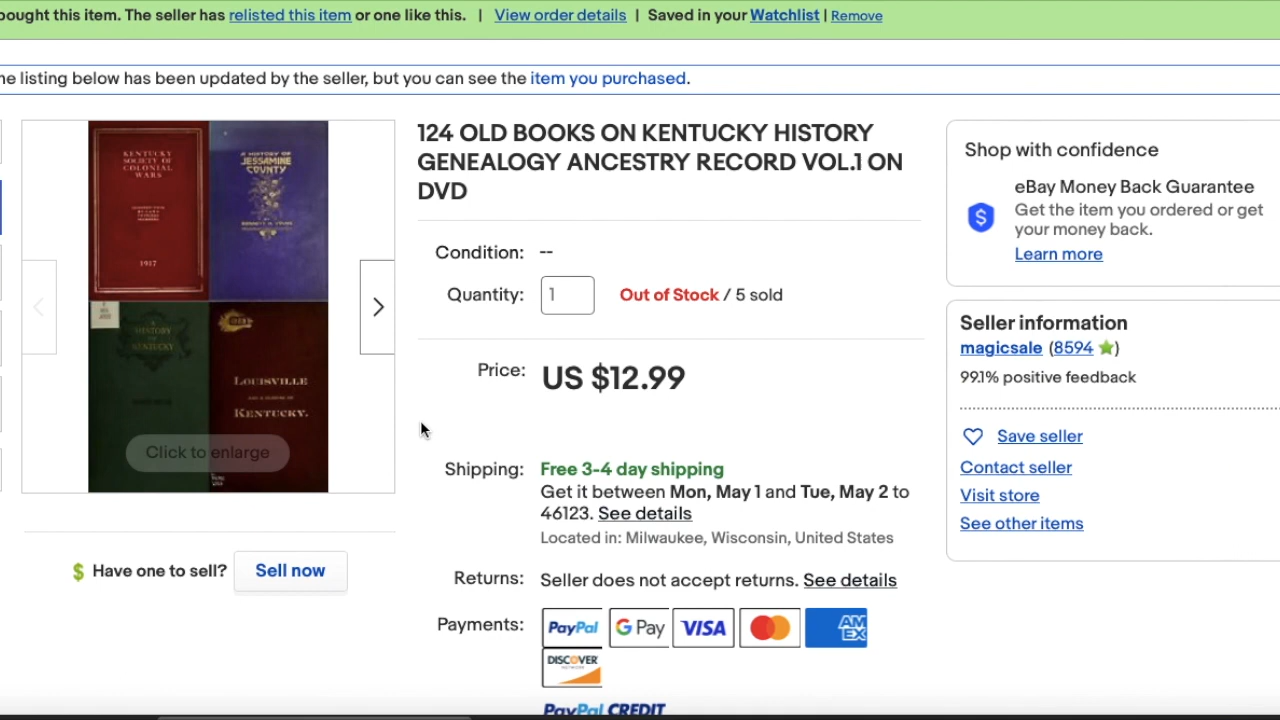 bought this item. The seller has relisted this item or one like this. | View order details | Saved in your Watchlist | Remove
he listing below has been updated by the seller, but you can see the item you purchased.
KENTUCKY
SOCIETY OF
COLONIAL
WARS
1917
A HISTORY OF
JESSAMINE
COUNTY
A
HISTORY
OF
KENTUCKY
LOUISVILLE
KENTUCKY.
Click to enlarge
$ Have one to sell? Sell now
124 OLD BOOKS ON KENTUCKY HISTORY
GENEALOGY ANCESTRY RECORD VOL.1 ON
DVD
Condition: --
Quantity: 1 Out of Stock / 5 sold
Price: US $12.99
Shipping: Free 3-4 day shipping
Get it between Mon, May 1 and Tue, May 2 to
46123. See details
Located in: Milwaukee, Wisconsin, United States
Returns: Seller does not accept returns. See details
Payments: PayPal G Pay VISA AM
EX
DISCOVER
PayPal CREDIT
Shop with confidence
eBay Money Back Guarantee
$ Get the item you ordered or get
your money back.
Learn more
Seller information
magicsale (8594)
99.1% positive feedback
Save seller
Contact seller
Visit store
See other items